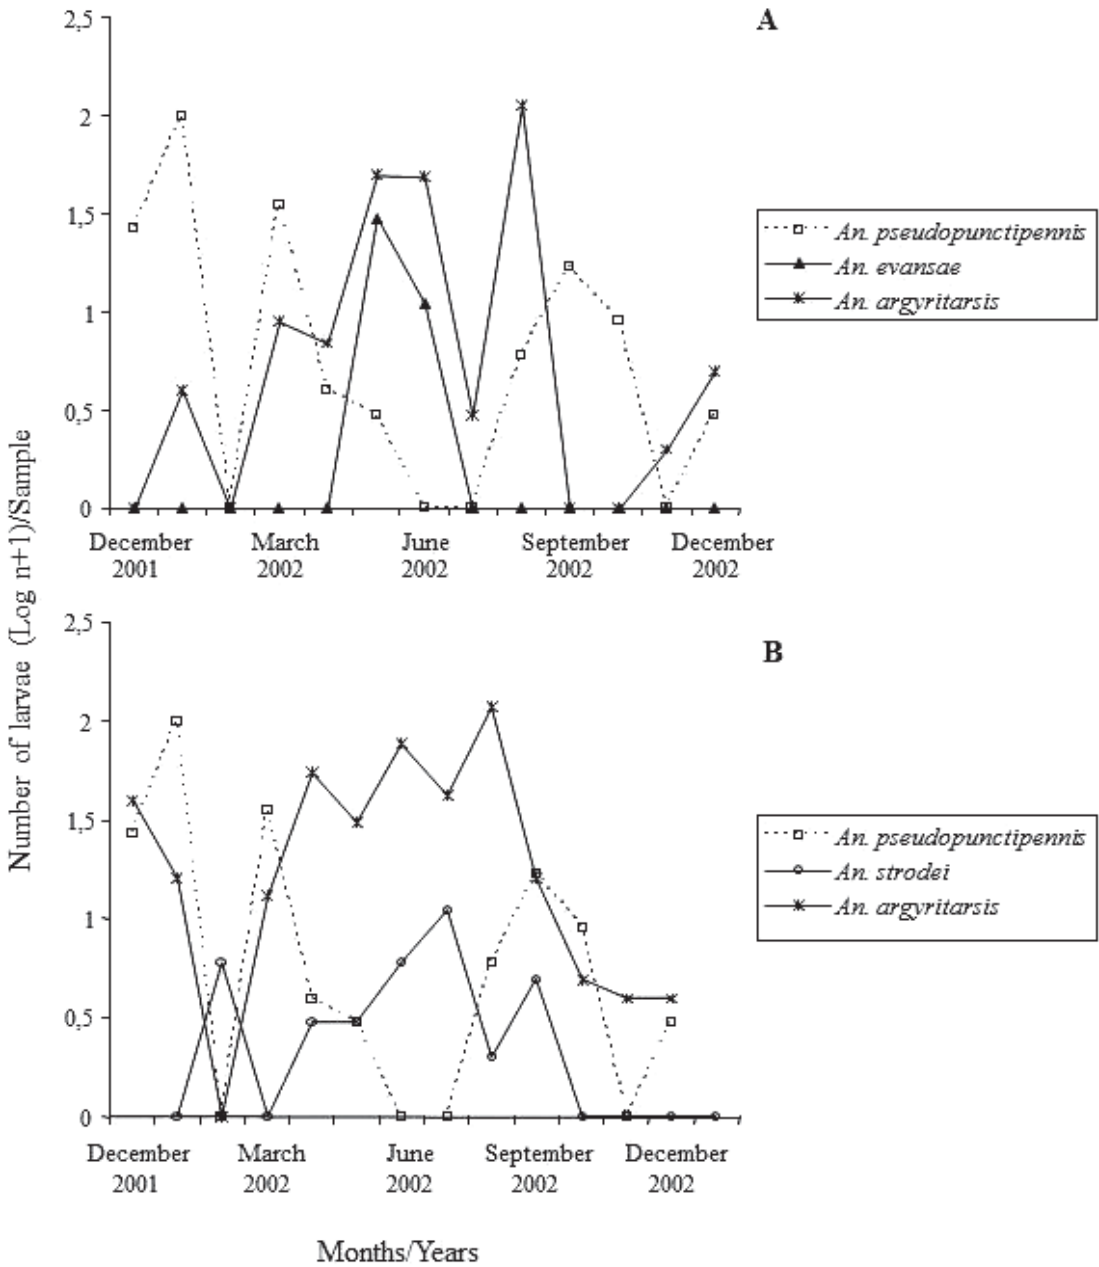 2,5
A
2
1,5
1
0,5
0
An. pseudopunctipennis
An. evansae
An. argyritarsis
December 2001
March 2002
June 2002
September 2002
December 2002
Number of larvae (Log n+1)/Sample
2,5
B
2
1,5
1
0,5
0
An. pseudopunctipennis
An. strodei
An. argyritarsis
December 2001
March 2002
June 2002
September 2002
December 2002
Months/Years